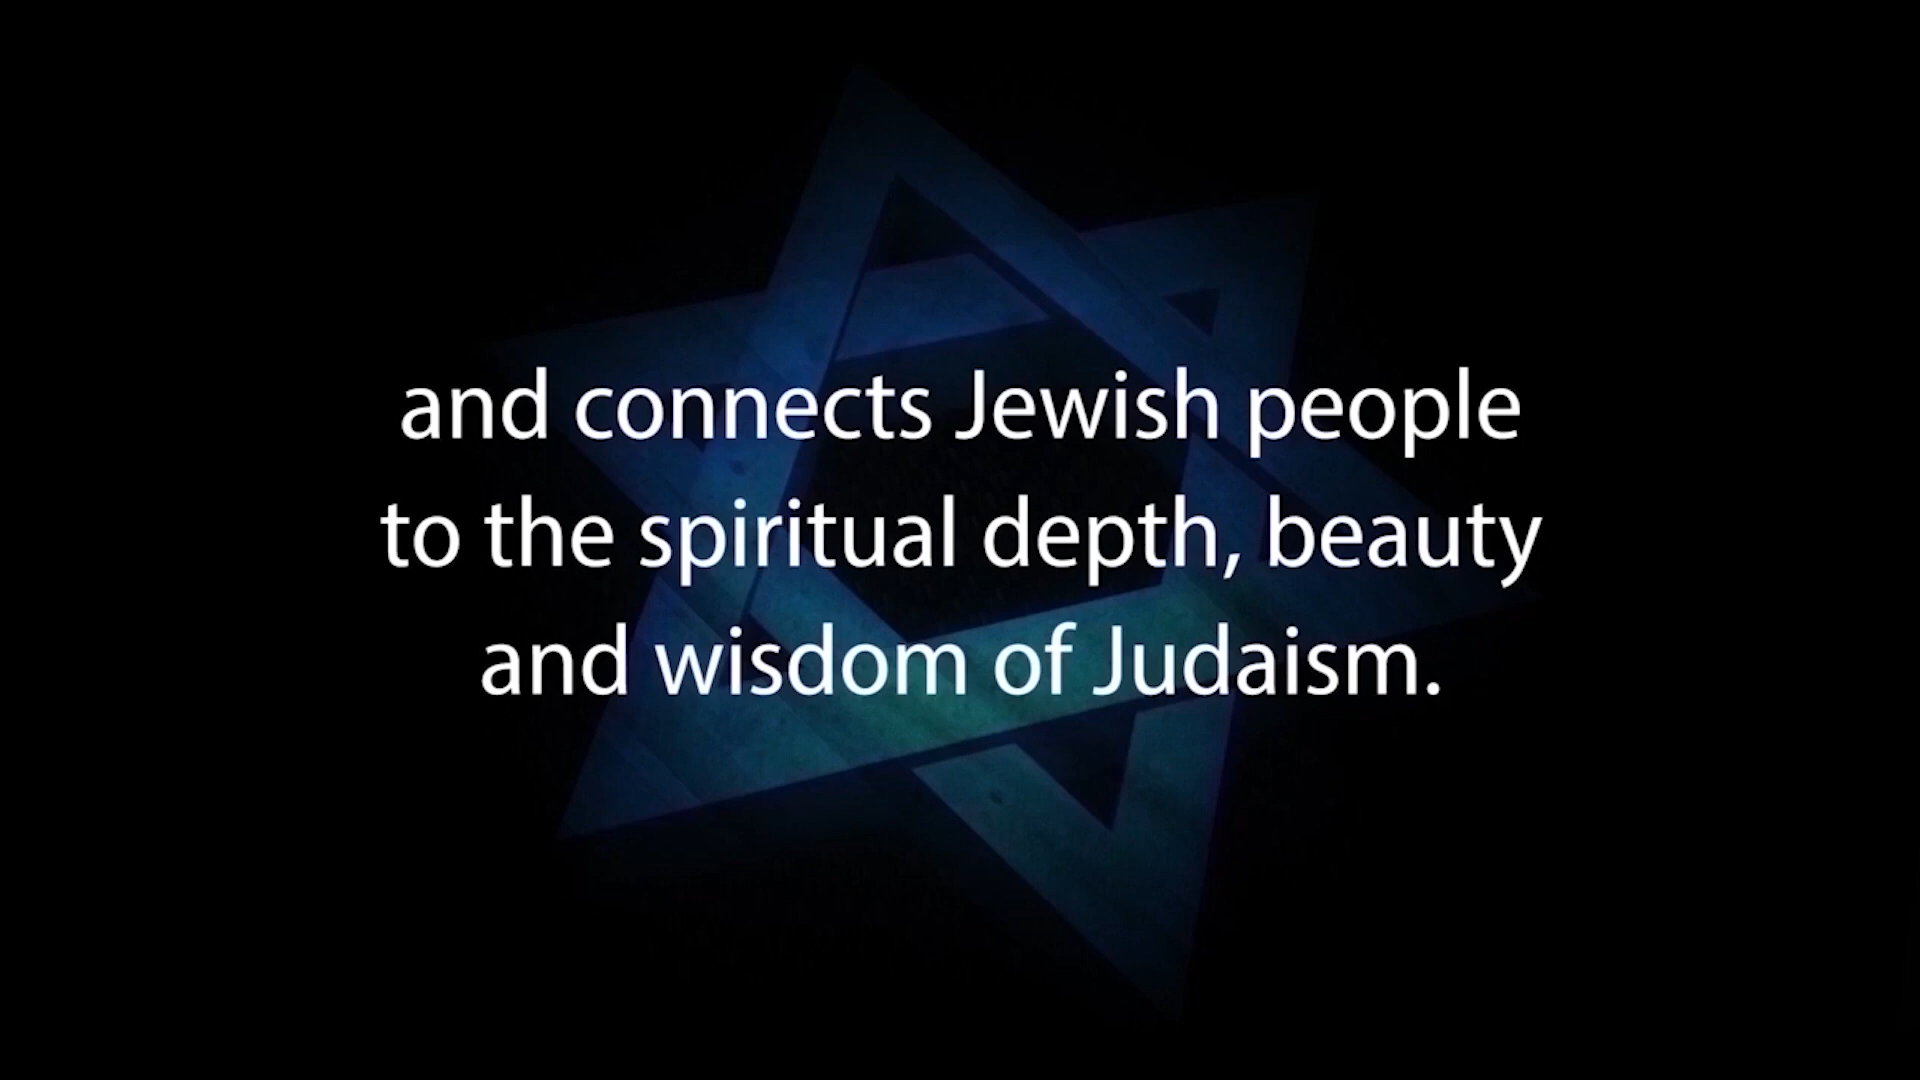 and connects Jewish people
to the spiritual depth, beauty
and wisdom of Judaism.